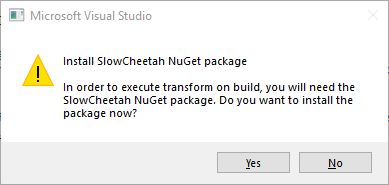 Microsoft Visual Studio
Install SlowCheetah NuGet package
In order to execute transform on build, you will need the
SlowCheetah NuGet package. Do you want to install the
package now?
Yes
No